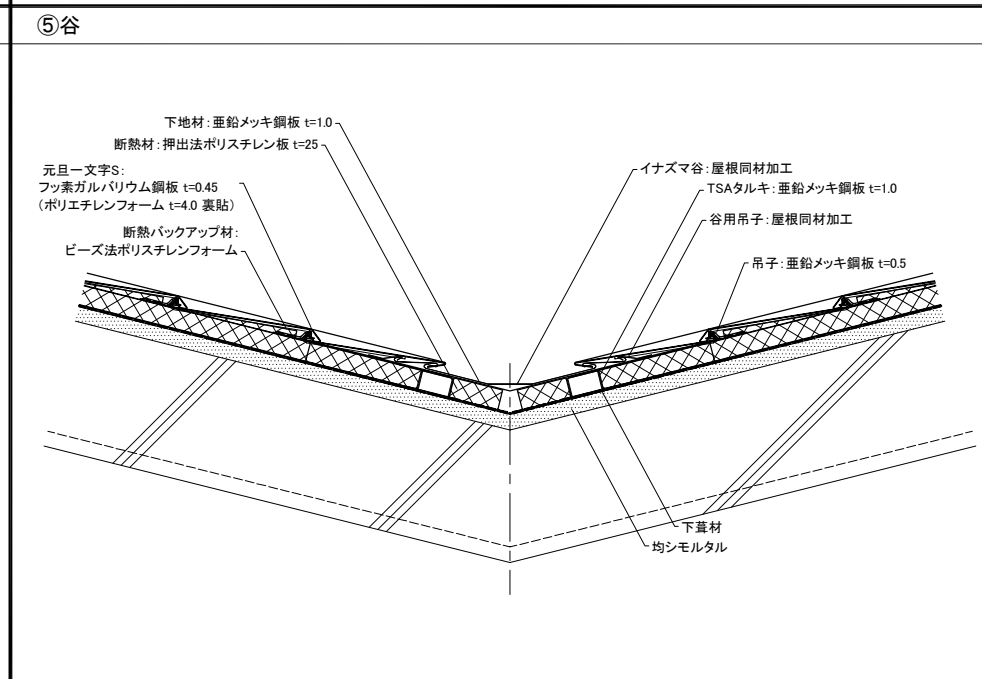 ⑤谷
下地材：亜鉛メッキ鋼板 t=1.0
断熱材：押出法ポリスチレン板 t=25
元旦一文字S：
フッ素ガルバリウム鋼板 t=0.45
（ポリエチレンフォーム t=4.0 裏貼）
断熱バックアップ材：
ビーズ法ポリスチレンフォーム
イナズマ谷：屋根同材加工
TSAタルキ：亜鉛メッキ鋼板 t=1.0
谷用吊子：屋根同材加工
吊子：亜鉛メッキ鋼板 t=0.5
下葺材
均シモルタル